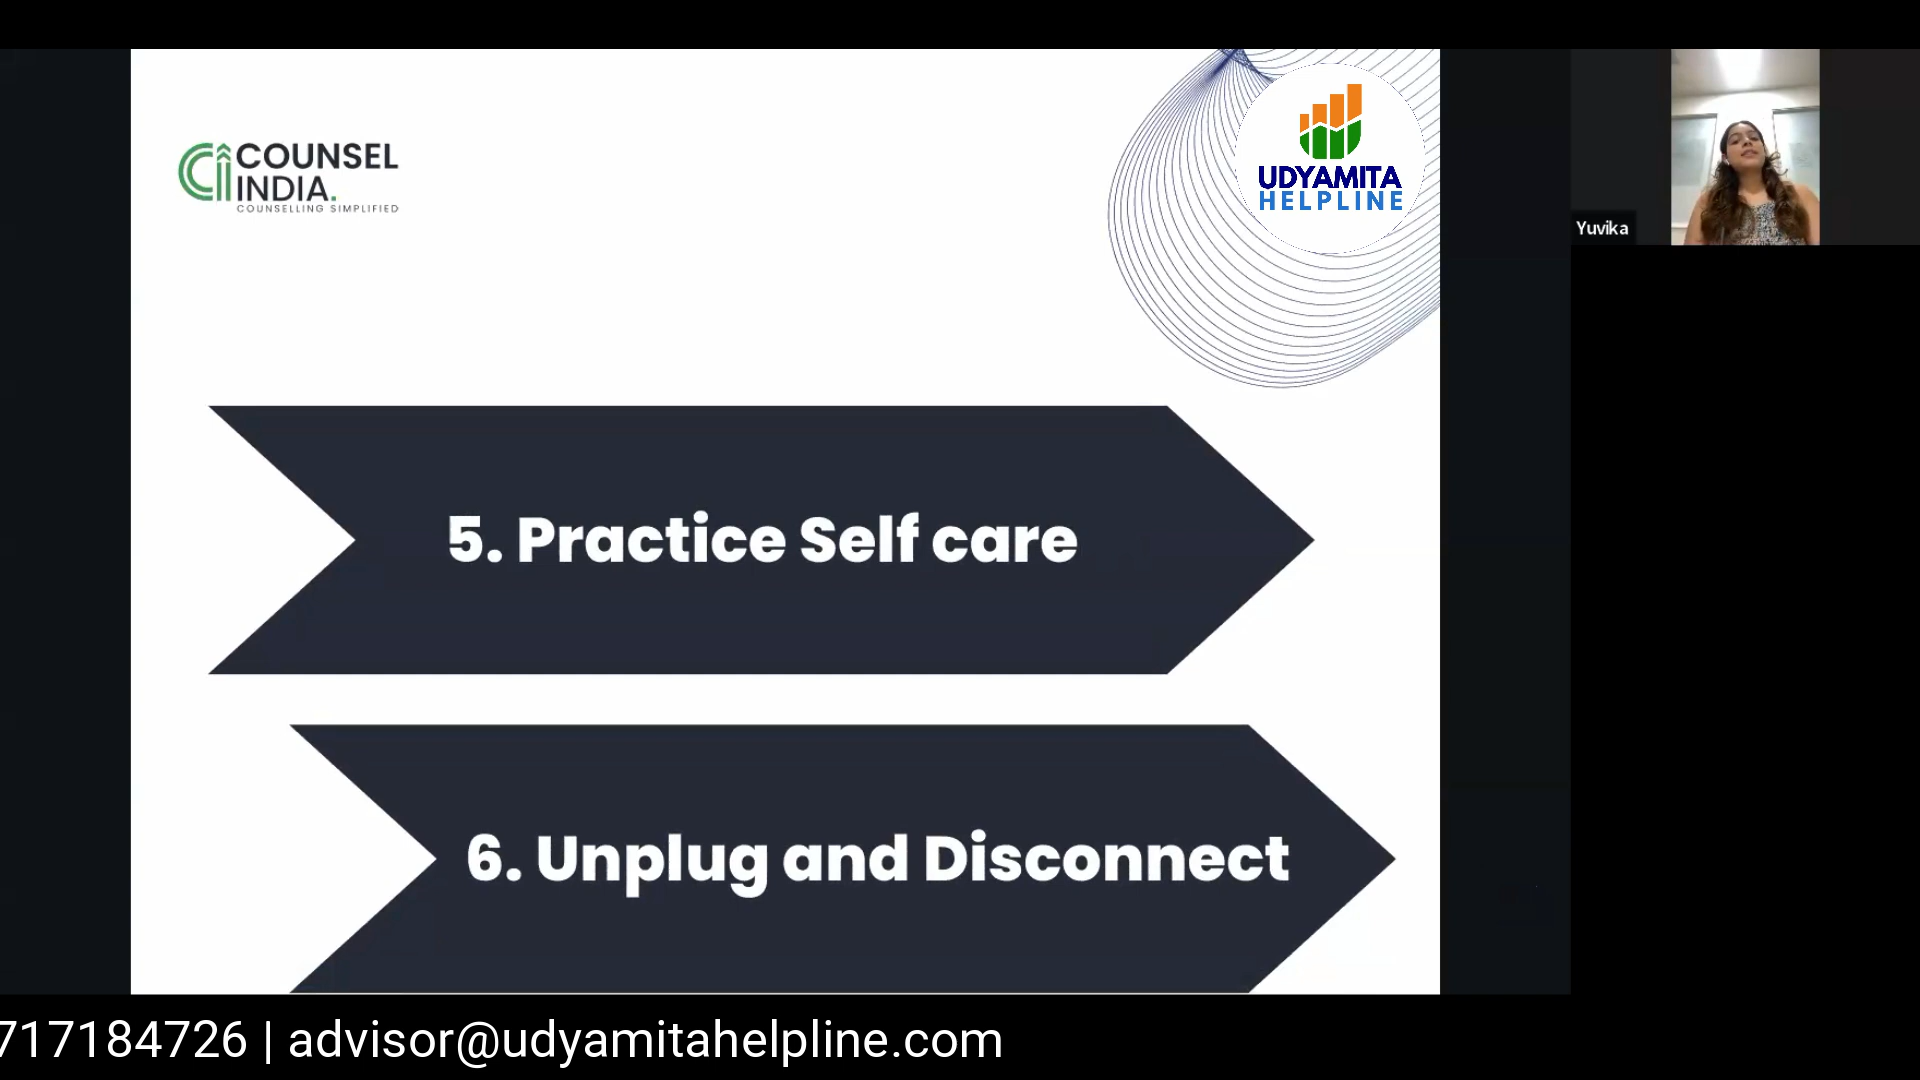 COUNSEL
INDIA.
COUNSELLING SIMPLIFIED
UDYAMITA
HELPLINE
Yuvika
5. Practice Self care
6. Unplug and Disconnect
717184726 | advisor@udyamitahelpline.com